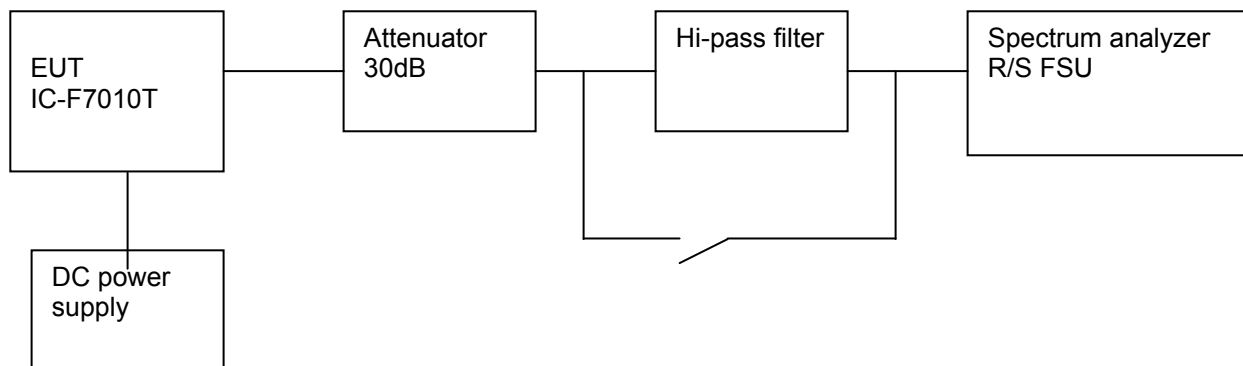 EUT
IC-F7010T
Attenuator
30dB
Hi-pass filter
Spectrum analyzer
R/S FSU
DC power
supply